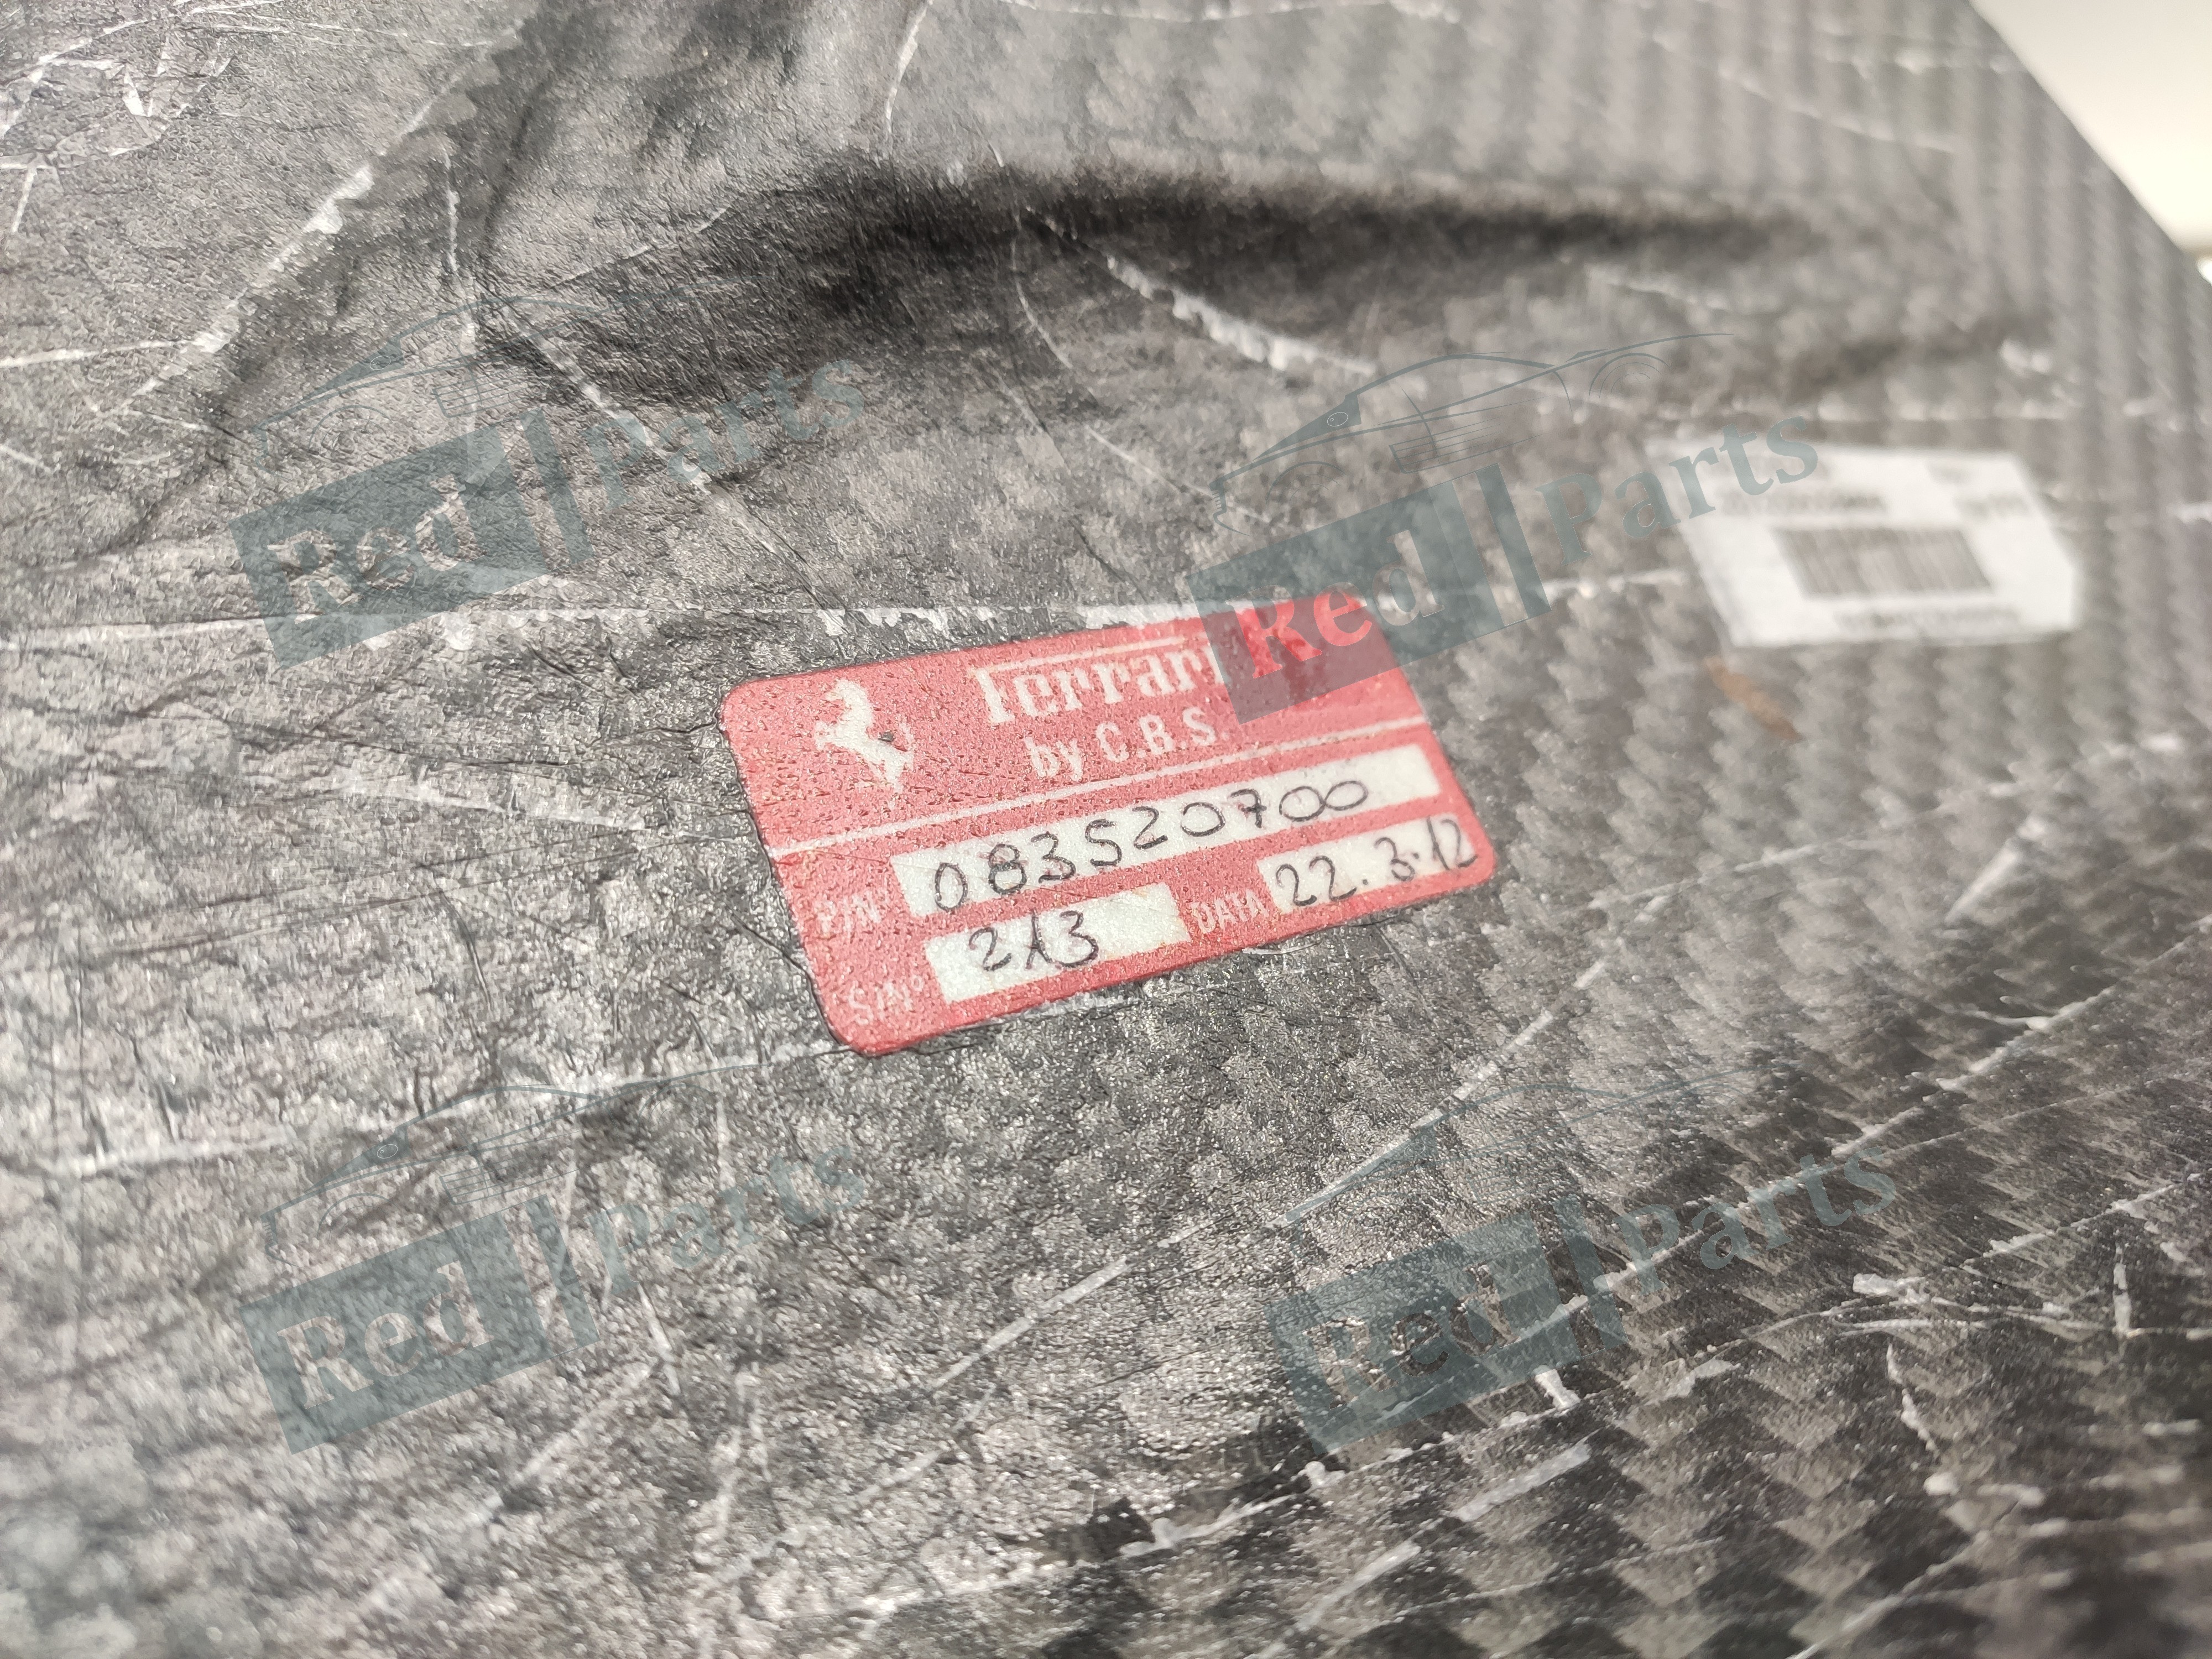 Red Parts
Red Parts
Ferrari
by C.B.S.
P/N° 083520700
S/N° 213 DATA 22.3.12
Red Parts
Red Parts